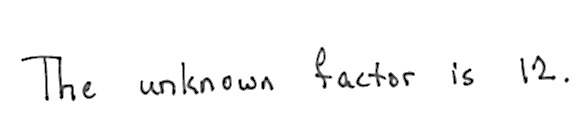 The unknown factor is 12.